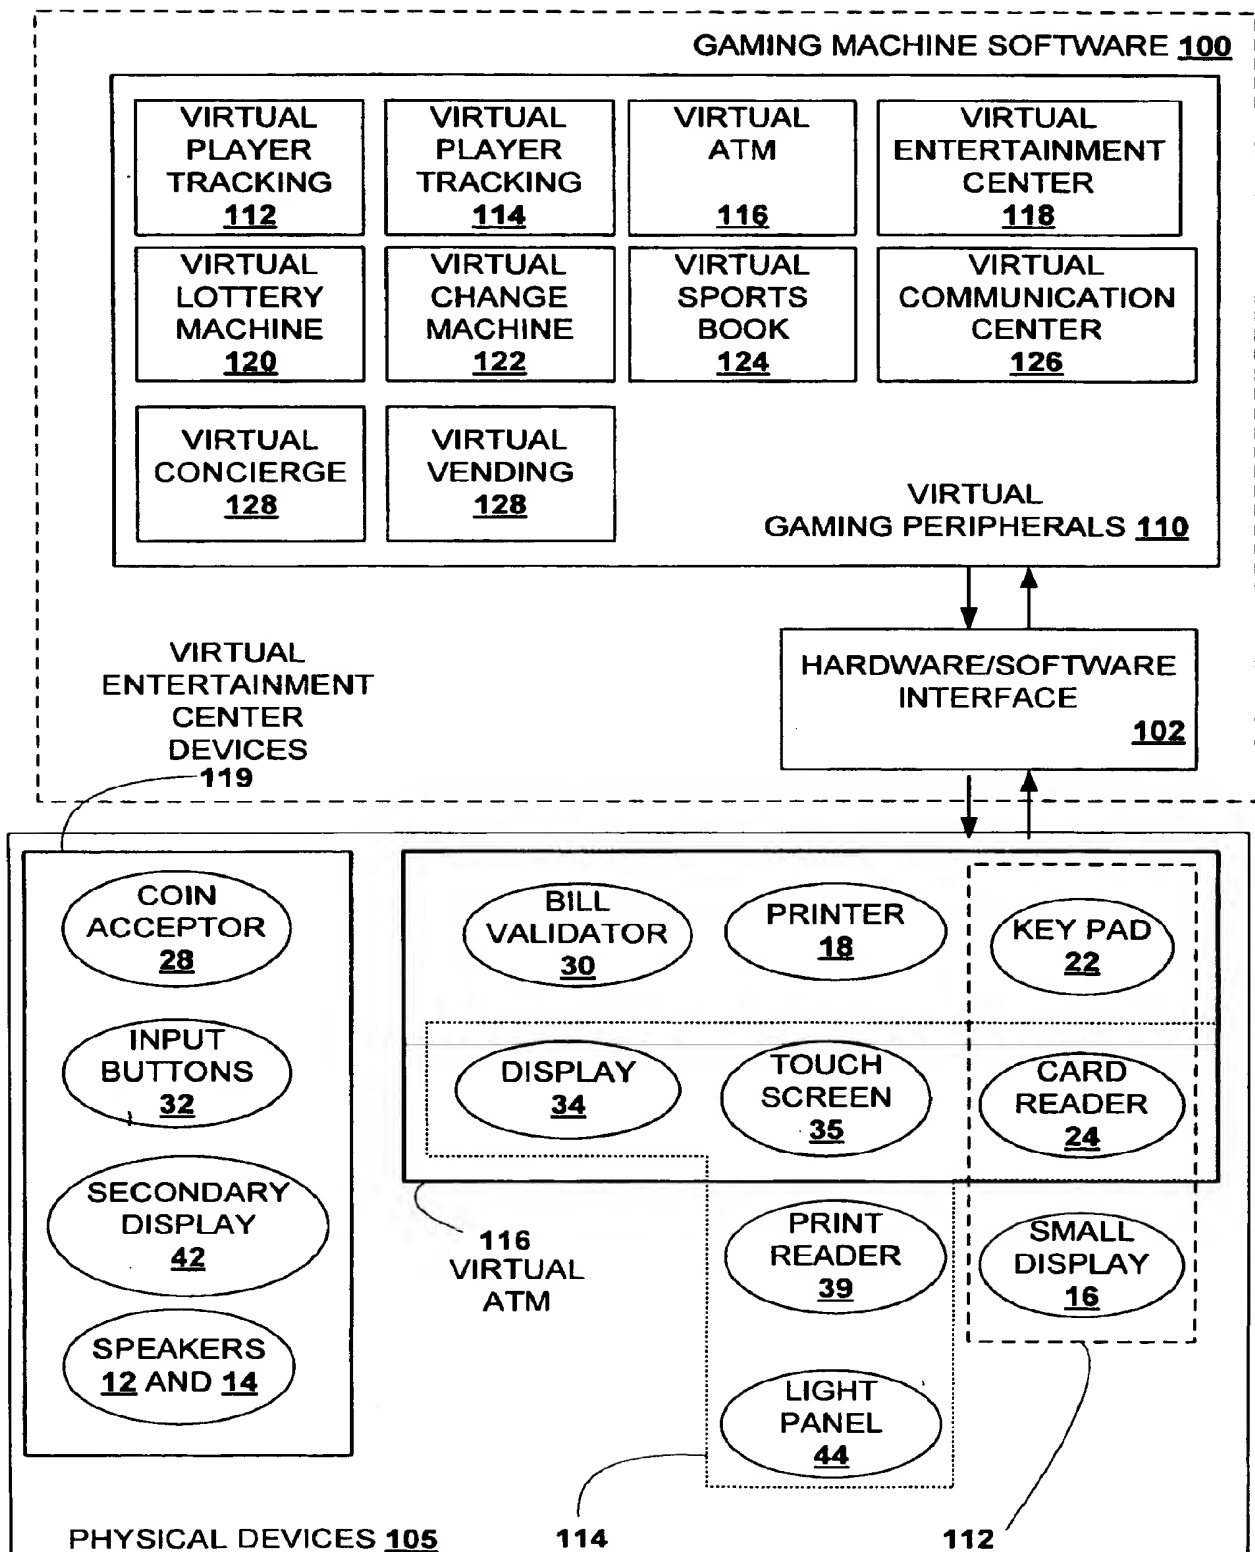 GAMING MACHINE SOFTWARE 100
VIRTUAL
PLAYER
TRACKING
112
VIRTUAL
PLAYER
TRACKING
114
VIRTUAL
ATM
116
VIRTUAL
ENTERTAINMENT
CENTER
118
VIRTUAL
LOTTERY
MACHINE
120
VIRTUAL
CHANGE
MACHINE
122
VIRTUAL
SPORTS
BOOK
124
VIRTUAL
COMMUNICATION
CENTER
126
VIRTUAL
CONCIERGE
128
VIRTUAL
VENDING
128
VIRTUAL
GAMING PERIPHERALS 110
HARDWARE/SOFTWARE
INTERFACE
102
VIRTUAL
ENTERTAINMENT
CENTER
DEVICES
119
COIN
ACCEPTOR
28
INPUT
BUTTONS
32
SECONDARY
DISPLAY
42
SPEAKERS
12 AND 14
BILL
VALIDATOR
30
PRINTER
18
KEY PAD
22
DISPLAY
34
TOUCH
SCREEN
35
CARD
READER
24
116
VIRTUAL
ATM
PRINT
READER
39
SMALL
DISPLAY
16
LIGHT
PANEL
44
PHYSICAL DEVICES 105
114
112